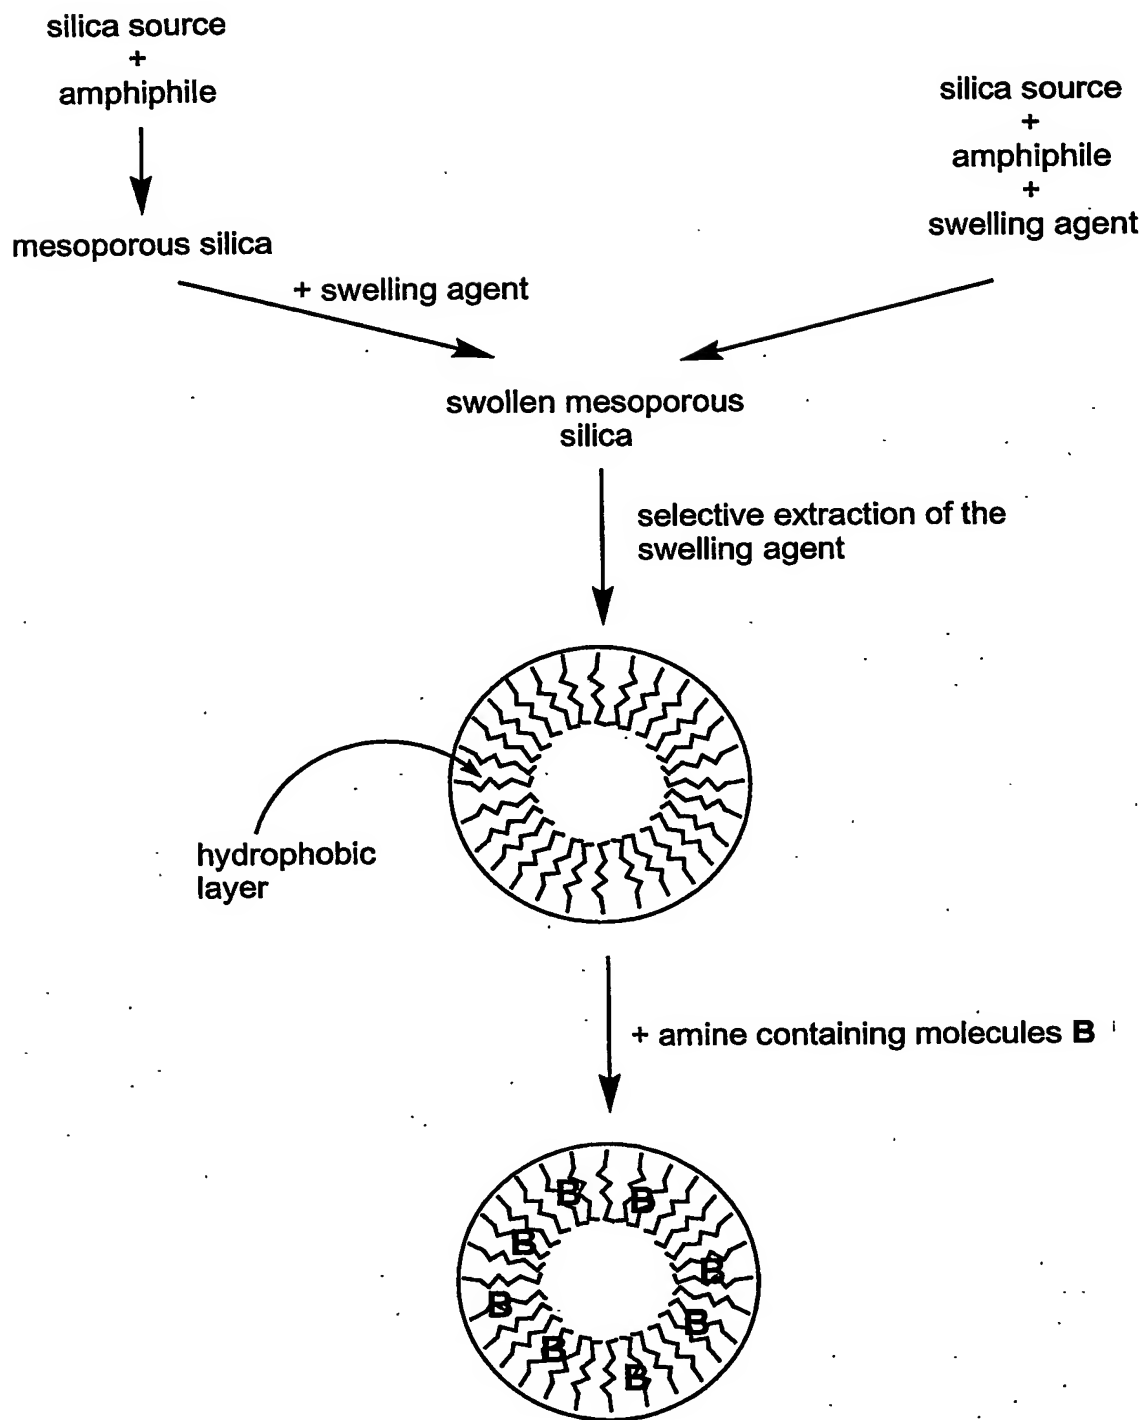 silica source
+
amphiphile
mesoporous silica
silica source
+
amphiphile
+
swelling agent
+ swelling agent
swollen mesoporous
silica
selective extraction of the
swelling agent
hydrophobic
layer
+ amine containing molecules B
B
B
B
B
B
B
B
B